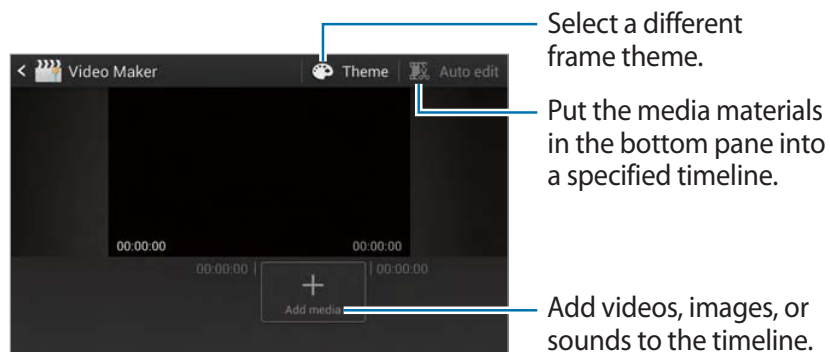 Select a different
frame theme.
Video Maker
Theme
Auto edit
Put the media materials
in the bottom pane into
a specified timeline.
00:00:00
00:00:00
00:00:00
00:00:00
Add media
Add videos, images, or
sounds to the timeline.